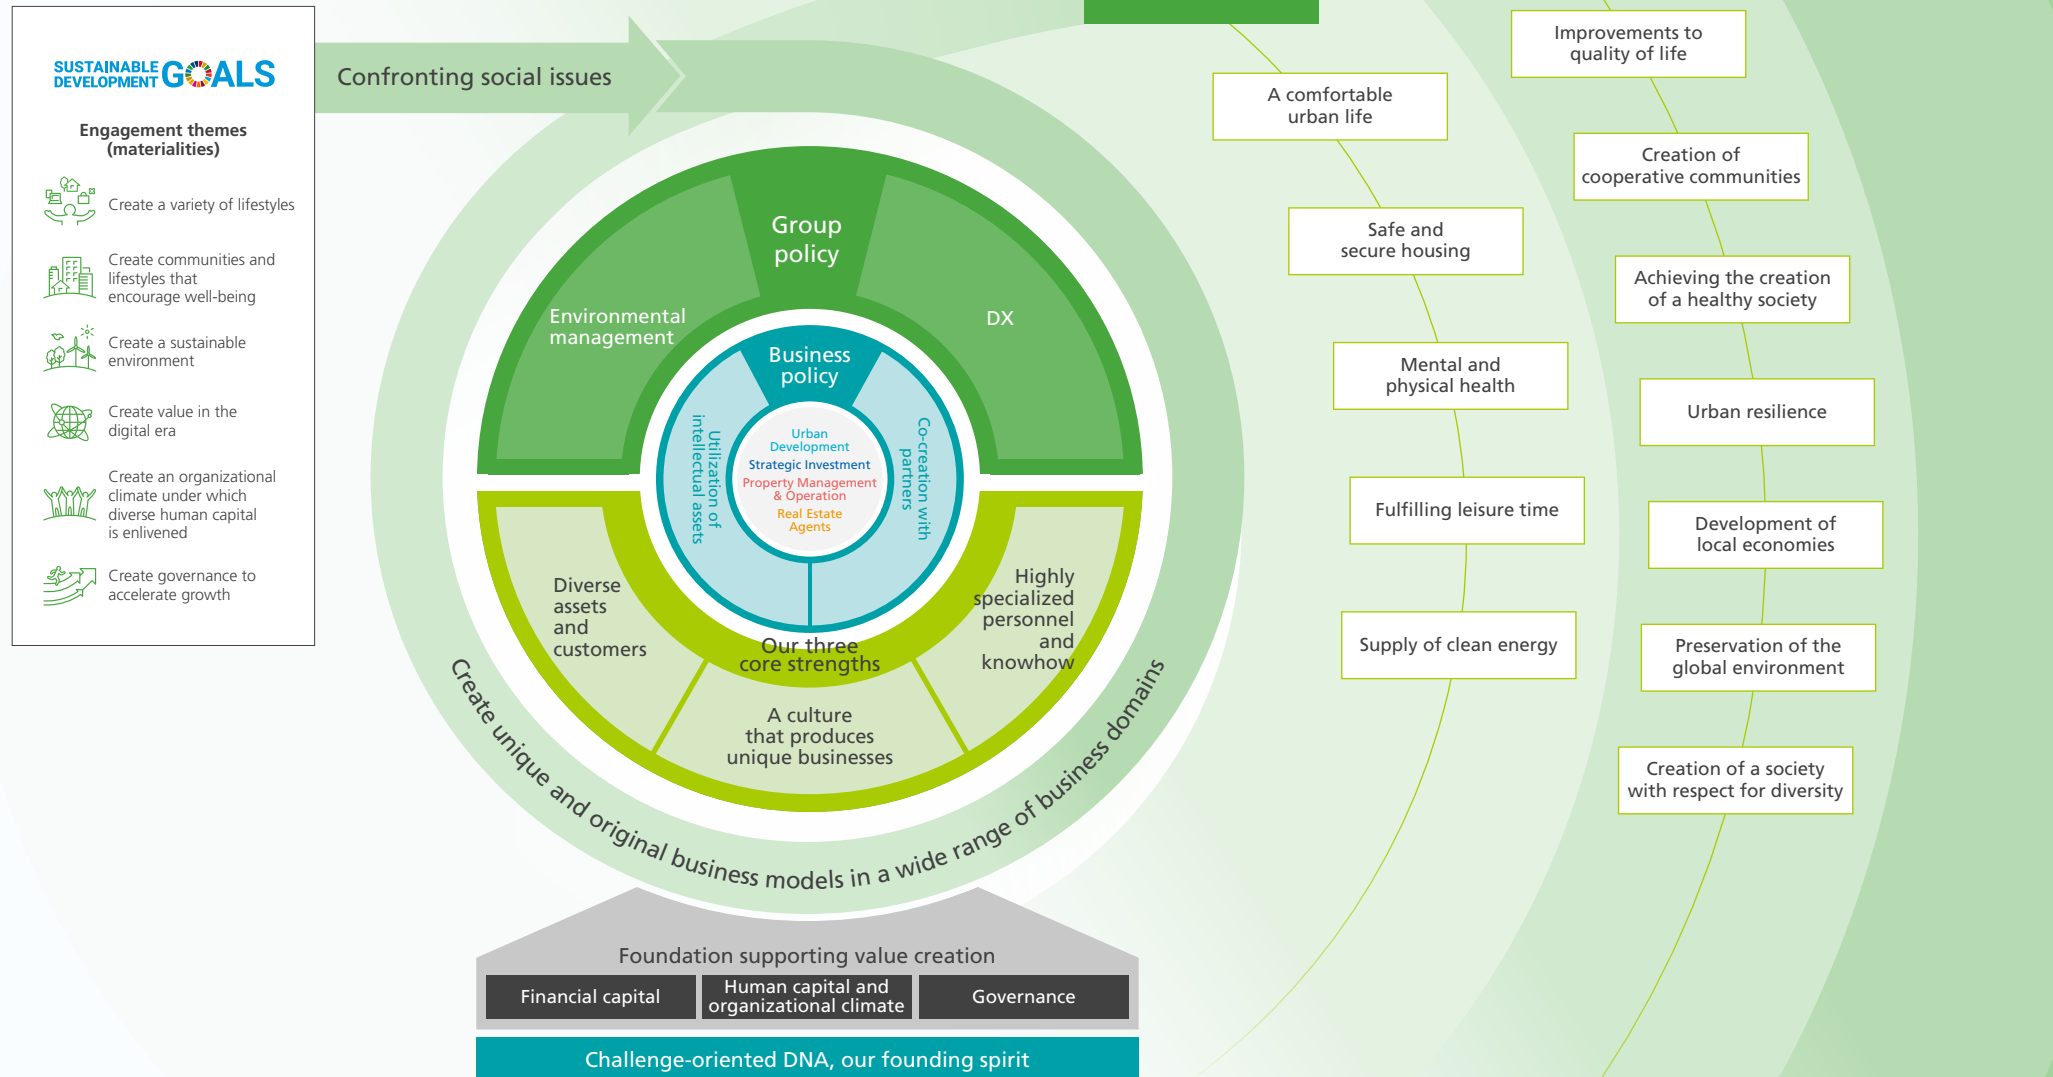 SUSTAINABLE
DEVELOPMENT
GOALS
Engagement themes
(materialities)
Create a variety of lifestyles
Create communities and
lifestyles that
encourage well-being
Create a sustainable
environment
Create value in the
digital era
Create an organizational
climate under which
diverse human capital
is enlivened
Create governance to
accelerate growth
Confronting social issues
Group
policy
Environmental
management
DX
Business
policy
Utilization of
intellectual assets
Co-creation with
partners
Urban
Development
Strategic Investment
Property Management
& Operation
Real Estate
Agents
Diverse
assets
and
customers
Our three
core strengths
Highly
specialized
personnel
and
knowhow
A culture
that produces
unique businesses
Create unique and original business models in a wide range of business domains
Foundation supporting value creation
Financial capital
Human capital and
organizational climate
Governance
Challenge-oriented DNA, our founding spirit
A comfortable
urban life
Safe and
secure housing
Mental and
physical health
Fulfilling leisure time
Supply of clean energy
Improvements to
quality of life
Creation of
cooperative communities
Achieving the creation
of a healthy society
Urban resilience
Development of
local economies
Preservation of the
global environment
Creation of a society
with respect for diversity